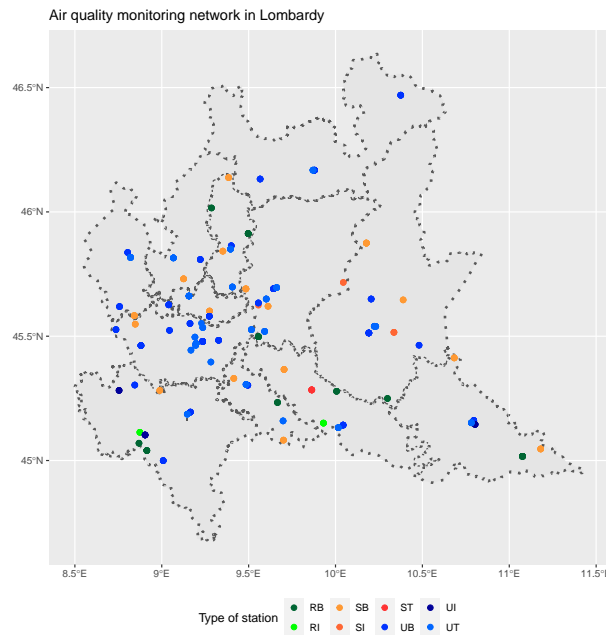 Air quality monitoring network in Lombardy
46.5°N
46°N
45.5°N
45°N
8.5°E 9°E 9.5°E 10°E 10.5°E 11°E 11.5°E
Type of station
RB SB ST UI
RI SI UB UT